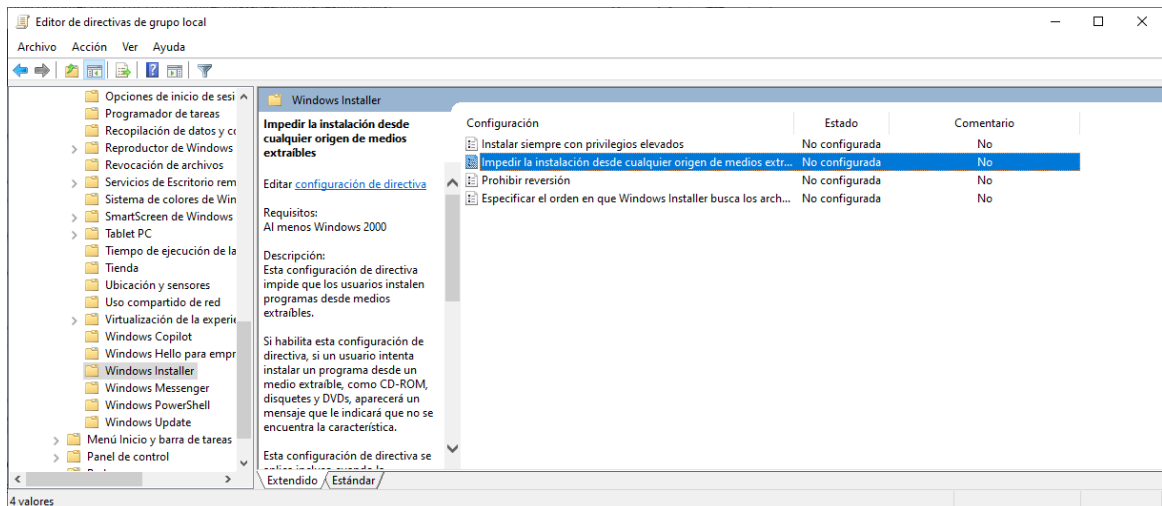 Editor de directivas de grupo local
Archivo Acción Ver Ayuda
Opciones de inicio de sesi
Programador de tareas
Recopilación de datos y co
Reproductor de Windows
Revocación de archivos
Servicios de Escritorio rem
Sistema de colores de Win
SmartScreen de Windows
Tablet PC
Tiempo de ejecución de la
Tienda
Ubicación y sensores
Uso compartido de red
Virtualización de la experie
Windows Copilot
Windows Hello para empr
Windows Installer
Windows Messenger
Windows PowerShell
Windows Update
Menú Inicio y barra de tareas
Panel de control
Windows Installer
Impedir la instalación desde
cualquier origen de medios
extraíbles
Editar configuración de directiva
Requisitos:
Al menos Windows 2000
Descripción:
Esta configuración de directiva
impide que los usuarios instalen
programas desde medios
extraíbles.
Si habilita esta configuración de
directiva, si un usuario intenta
instalar un programa desde un
medio extraíble, como CD-ROM,
disquetes y DVDs, aparecerá un
mensaje que le indicará que no se
encuentra la característica.
Esta configuración de directiva se
Configuración Estado Comentario
Instalar siempre con privilegios elevados No configurada No
Impedir la instalación desde cualquier origen de medios extr... No configurada No
Prohibir reversión No configurada No
Especificar el orden en que Windows Installer busca los arch... No configurada No
Extendido Estándar
4 valores